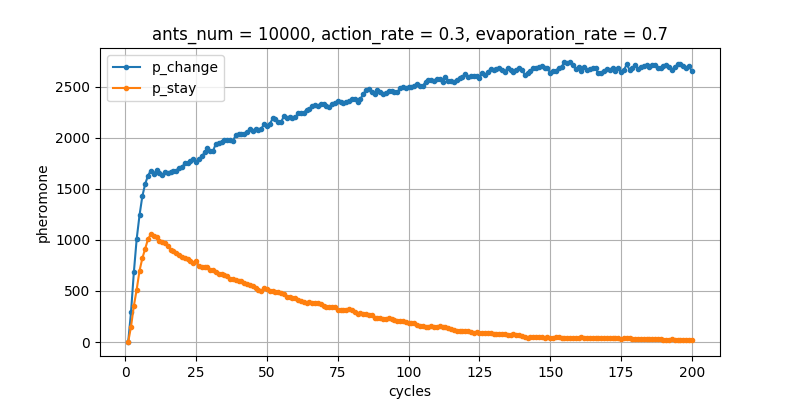 ants_num = 10000, action_rate = 0.3, evaporation_rate = 0.7
p_change
p_stay
pheromone
2500
2000
1500
1000
500
0
0 25 50 75 100 125 150 175 200
cycles